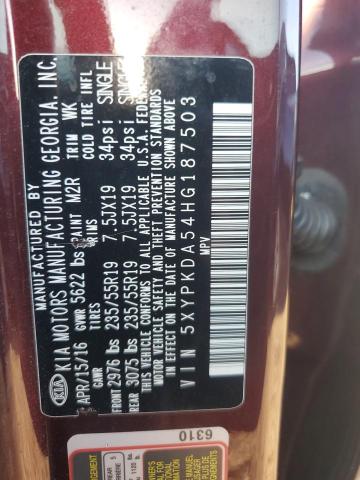 MANUFACTURED BY
KIA KIA MOTORS MANUFACTURING GEORGIA, INC.
APR/15/16 GVWR 5622 lbs PAINT M2R TRIM WK
GAWR TIRES RIMS COLD TIRE INFL
FRONT 2976 lbs 235/55R19 7.5JX19 34psi SINGLE
REAR 3075 lbs 235/55R19 7.5JX19 34psi SINGLE
THIS VEHICLE CONFORMS TO ALL APPLICABLE U.S.A. FEDERAL
MOTOR VEHICLE SAFETY, BUMPER, AND THEFT PREVENTION STANDARDS
IN EFFECT ON THE DATE OF MANUFACTURE SHOWN ABOVE.
VIN 5XYPKDA54HG187503
MPV
6310